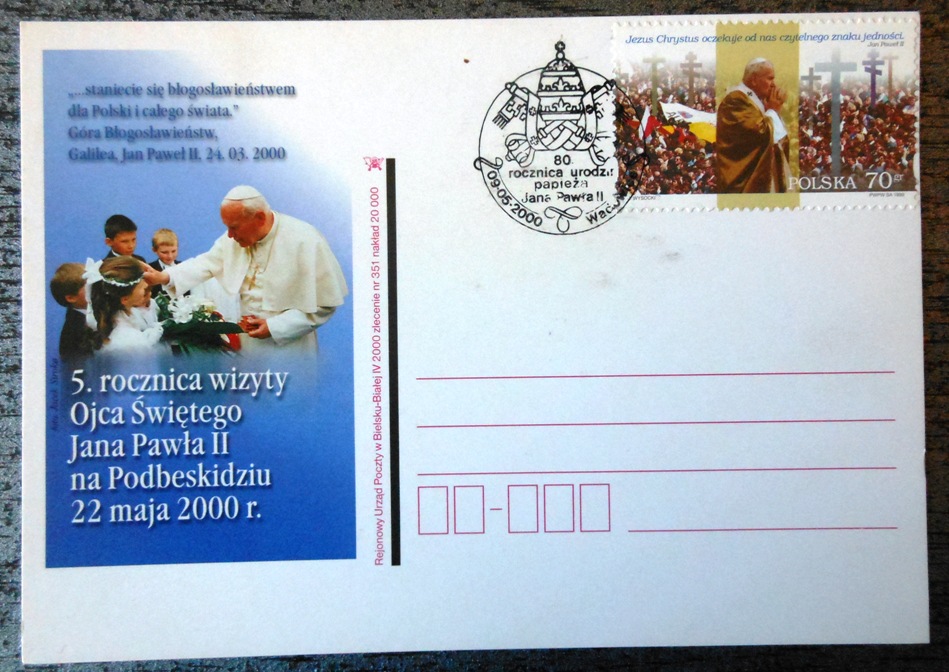 „...staniecie się błogosławieństwem
dla Polski i całego świata.”
Góra Błogosławieństw,
Galilea, Jan Paweł II, 24. 03. 2000
5. rocznica wizyty
Ojca Świętego
Jana Pawła II
na Podbeskidziu
22 maja 2000 r.
Rejonowy Urząd Poczty w Bielsku-Białej IV 2000 zlecenie nr 351 nakład 20 000
80.
rocznica urodzin
papieża
Jana Pawła II
09-05-2000
Jezus Chrystus oczekuje od nas czytelnego znaku jedności.
Jan Paweł II
POLSKA 70 gr
WYSOCKI